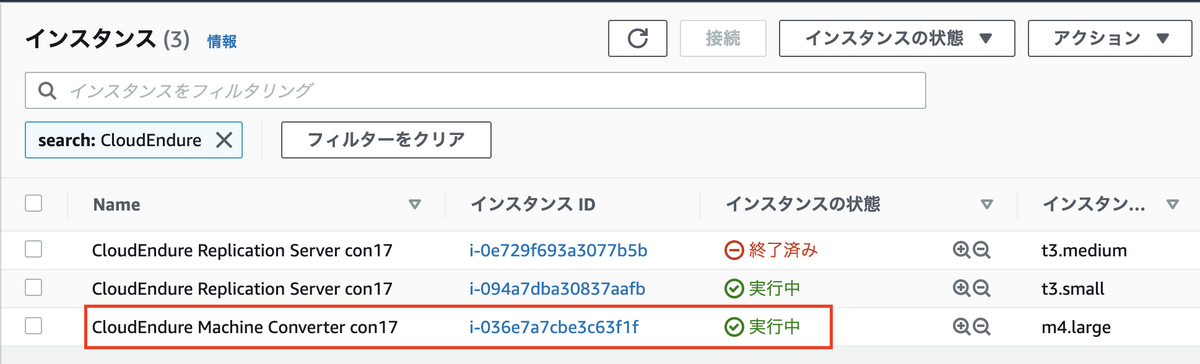 インスタンス (3) 情報 接続 インスタンスの状態 アクション
インスタンスをフィルタリング
search: CloudEndure フィルターをクリア
Name インスタンス ID インスタンスの状態 インスタン...
CloudEndure Replication Server con17 i-0e729f693a3077b5b 終了済み t3.medium
CloudEndure Replication Server con17 i-094a7dba30837aafb 実行中 t3.small
CloudEndure Machine Converter con17 i-036e7a7cbe3c63f1f 実行中 m4.large